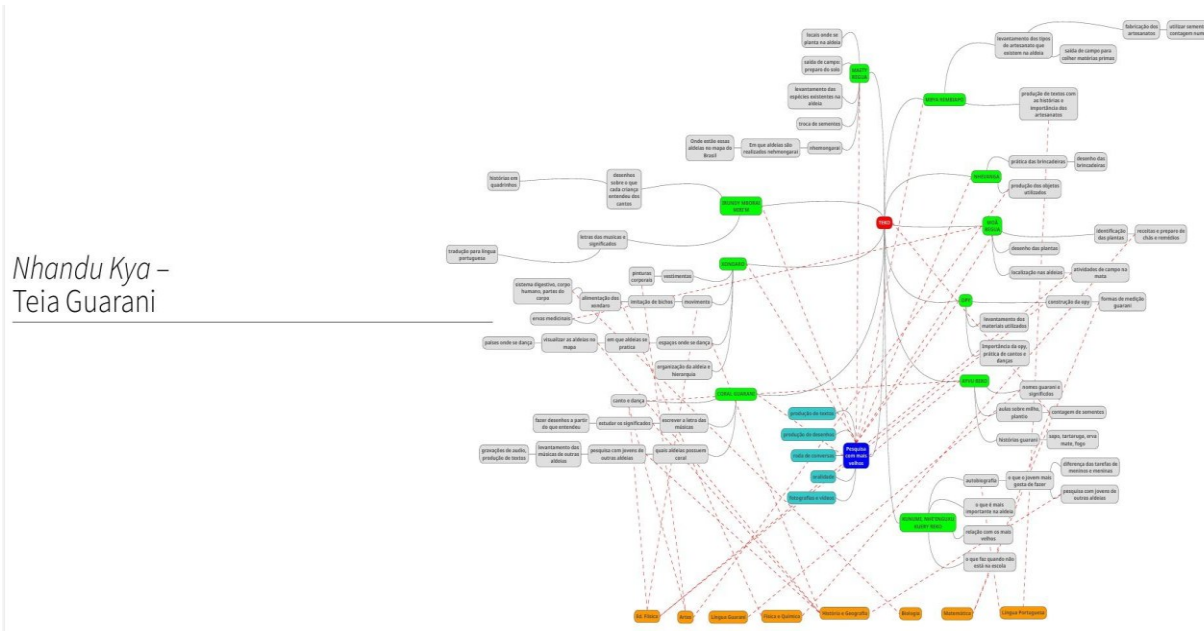 Nhandu Kya –
Teia Guarani
locais onde se
planta na aldeia
saída de campo
preparo do solo
levantamento das
espécies existentes na
aldeia
troca de sementes
Onde estão essas
aldeias no mapa do
Brasil
Em que aldeias são
realizados
histórias em
quadrinhos
desenhos
sobre o que
cada criança
entendeu dos
cantos
letras das musicas e
significados
tradução para língua
portuguesa
pinturas
corporais
vestimentas
sistema digestivo, corpo
humano, partes do
corpo
alimentação dos
xondaro
imitação de bichos
movimento
ervas medicinais
países onde se dança
visualizar as aldeias no
mapa
em que aldeias se
pratica
espaços onde se dança
organização da aldeia e
hierarquia
CORAL GUARANI
canto e dança
fazer desenhos a partir
do que entendeu
estudar os significados
escrever a letra das
músicas
levantamento das
músicas de outras
aldeias
produção de textos
pesquisa com jovens de
outras aldeias
quais aldeias possuem
coral
TEKO
fabricação dos
artesanatos
levantamento dos tipos
de artesanato que
existem na aldeia
saída de campo para
colher matérias primas
produção de textos com
as histórias e
importância dos
artesanatos
prática das brincadeiras
desenho das
brincadeiras
produção dos objetos
utilizados
identificação
das plantas
receitas e preparo de
chás e remédios
desenho das plantas
localização nas aldeias
atividades de campo na
mata
OPY
construção da opy
formas de medição
guarani
levantamento dos
materiais utilizados
importância da opy,
prática de cantos e
danças
nomes guarani e
aulas sobre milho,
plantio
contagem de sementes
histórias guarani
sapo, tartaruga, erva
mate, fogo
produção de textos
produção de desenhos
roda de conversas
oralidade
fotografias e vídeos
Pesquisa
com mais
velhos
autobiografia
o que o jovem mais
gosta de fazer
diferença das tarefas de
meninos e meninas
pesquisa com jovens de
outras aldeias
o que é mais
importante na aldeia
relação com os mais
velhos
o que faz quando não
está na escola
Ed. Física
Artes
Língua Guarani
Física e Química
História e Geografia
Biologia
Matemática
Língua Portuguesa